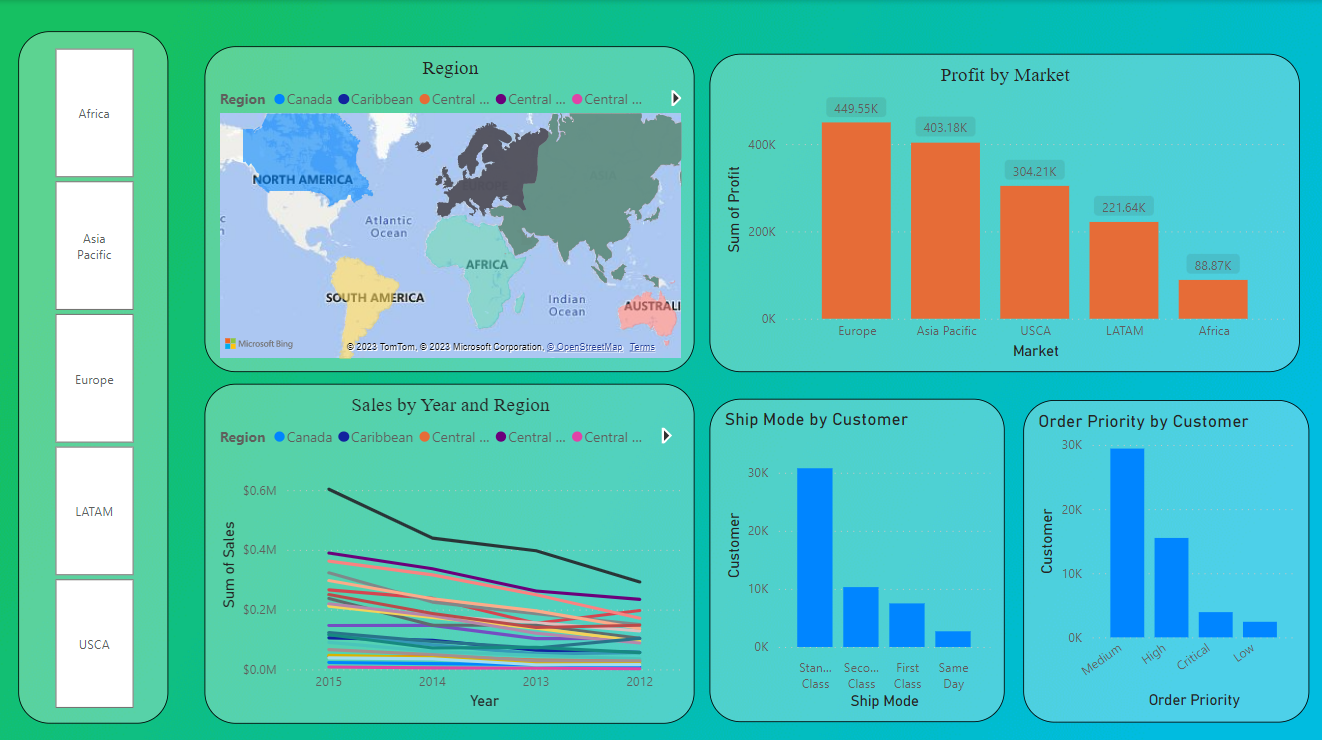 Africa
Asia
Pacific
Europe
LATAM
USCA
Region
Region Canada Caribbean Central ... Central ... Central ...
NORTH AMERICA
EUROPE
ASIA
Atlantic
Ocean
AFRICA
SOUTH AMERICA
Indian
Ocean
AUSTRALI
Microsoft Bing
© 2023 TomTom, © 2023 Microsoft Corporation, © OpenStreetMap Terms
Profit by Market
Sum of Profit
400K
200K
0K
449.55K
403.18K
304.21K
221.64K
88.87K
Europe Asia Pacific USCA LATAM Africa
Market
Sales by Year and Region
Region Canada Caribbean Central ... Central ... Central ...
Sum of Sales
$0.6M
$0.4M
$0.2M
$0.0M
2015 2014 2013 2012
Year
Ship Mode by Customer
Customer
30K
20K
10K
0K
Stan... Seco... First Same
Class Class Class Day
Ship Mode
Order Priority by Customer
Customer
30K
20K
10K
0K
Medium High Critical Low
Order Priority